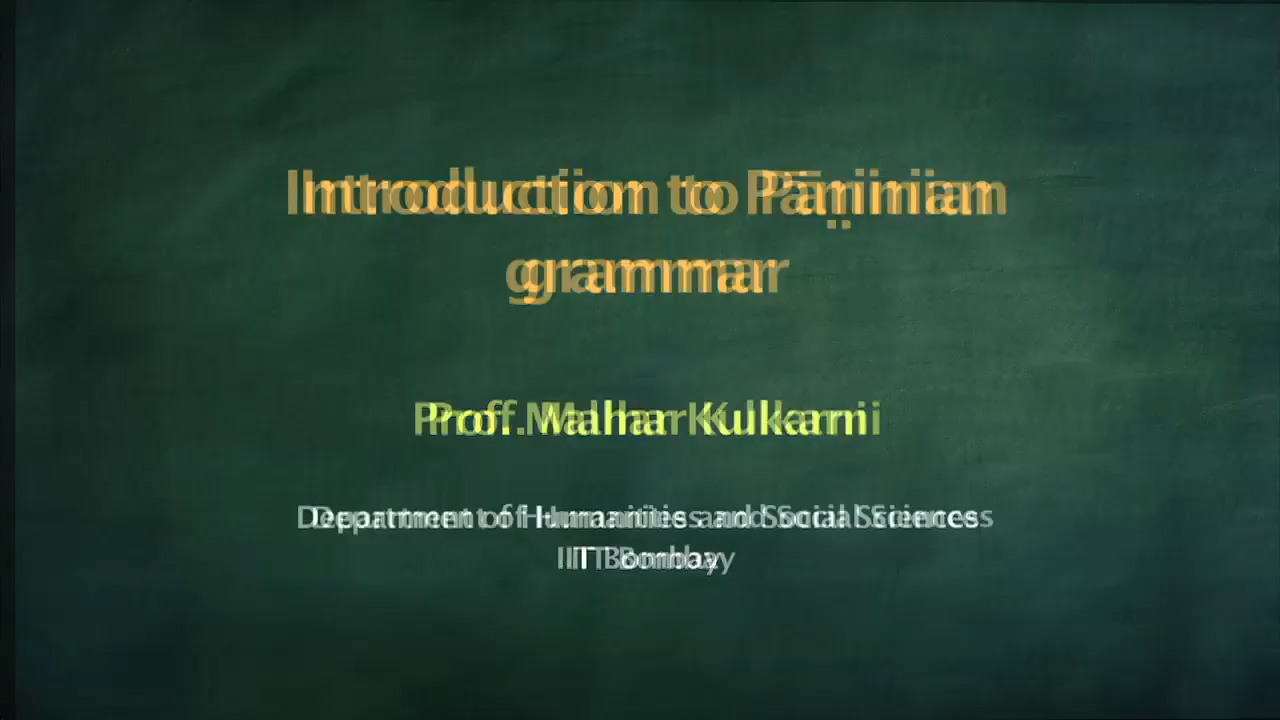 Introduction to Pāṇinian
grammar
Prof. Malhar Kulkarni
Department of Humanities and Social Sciences
IIT Bombay